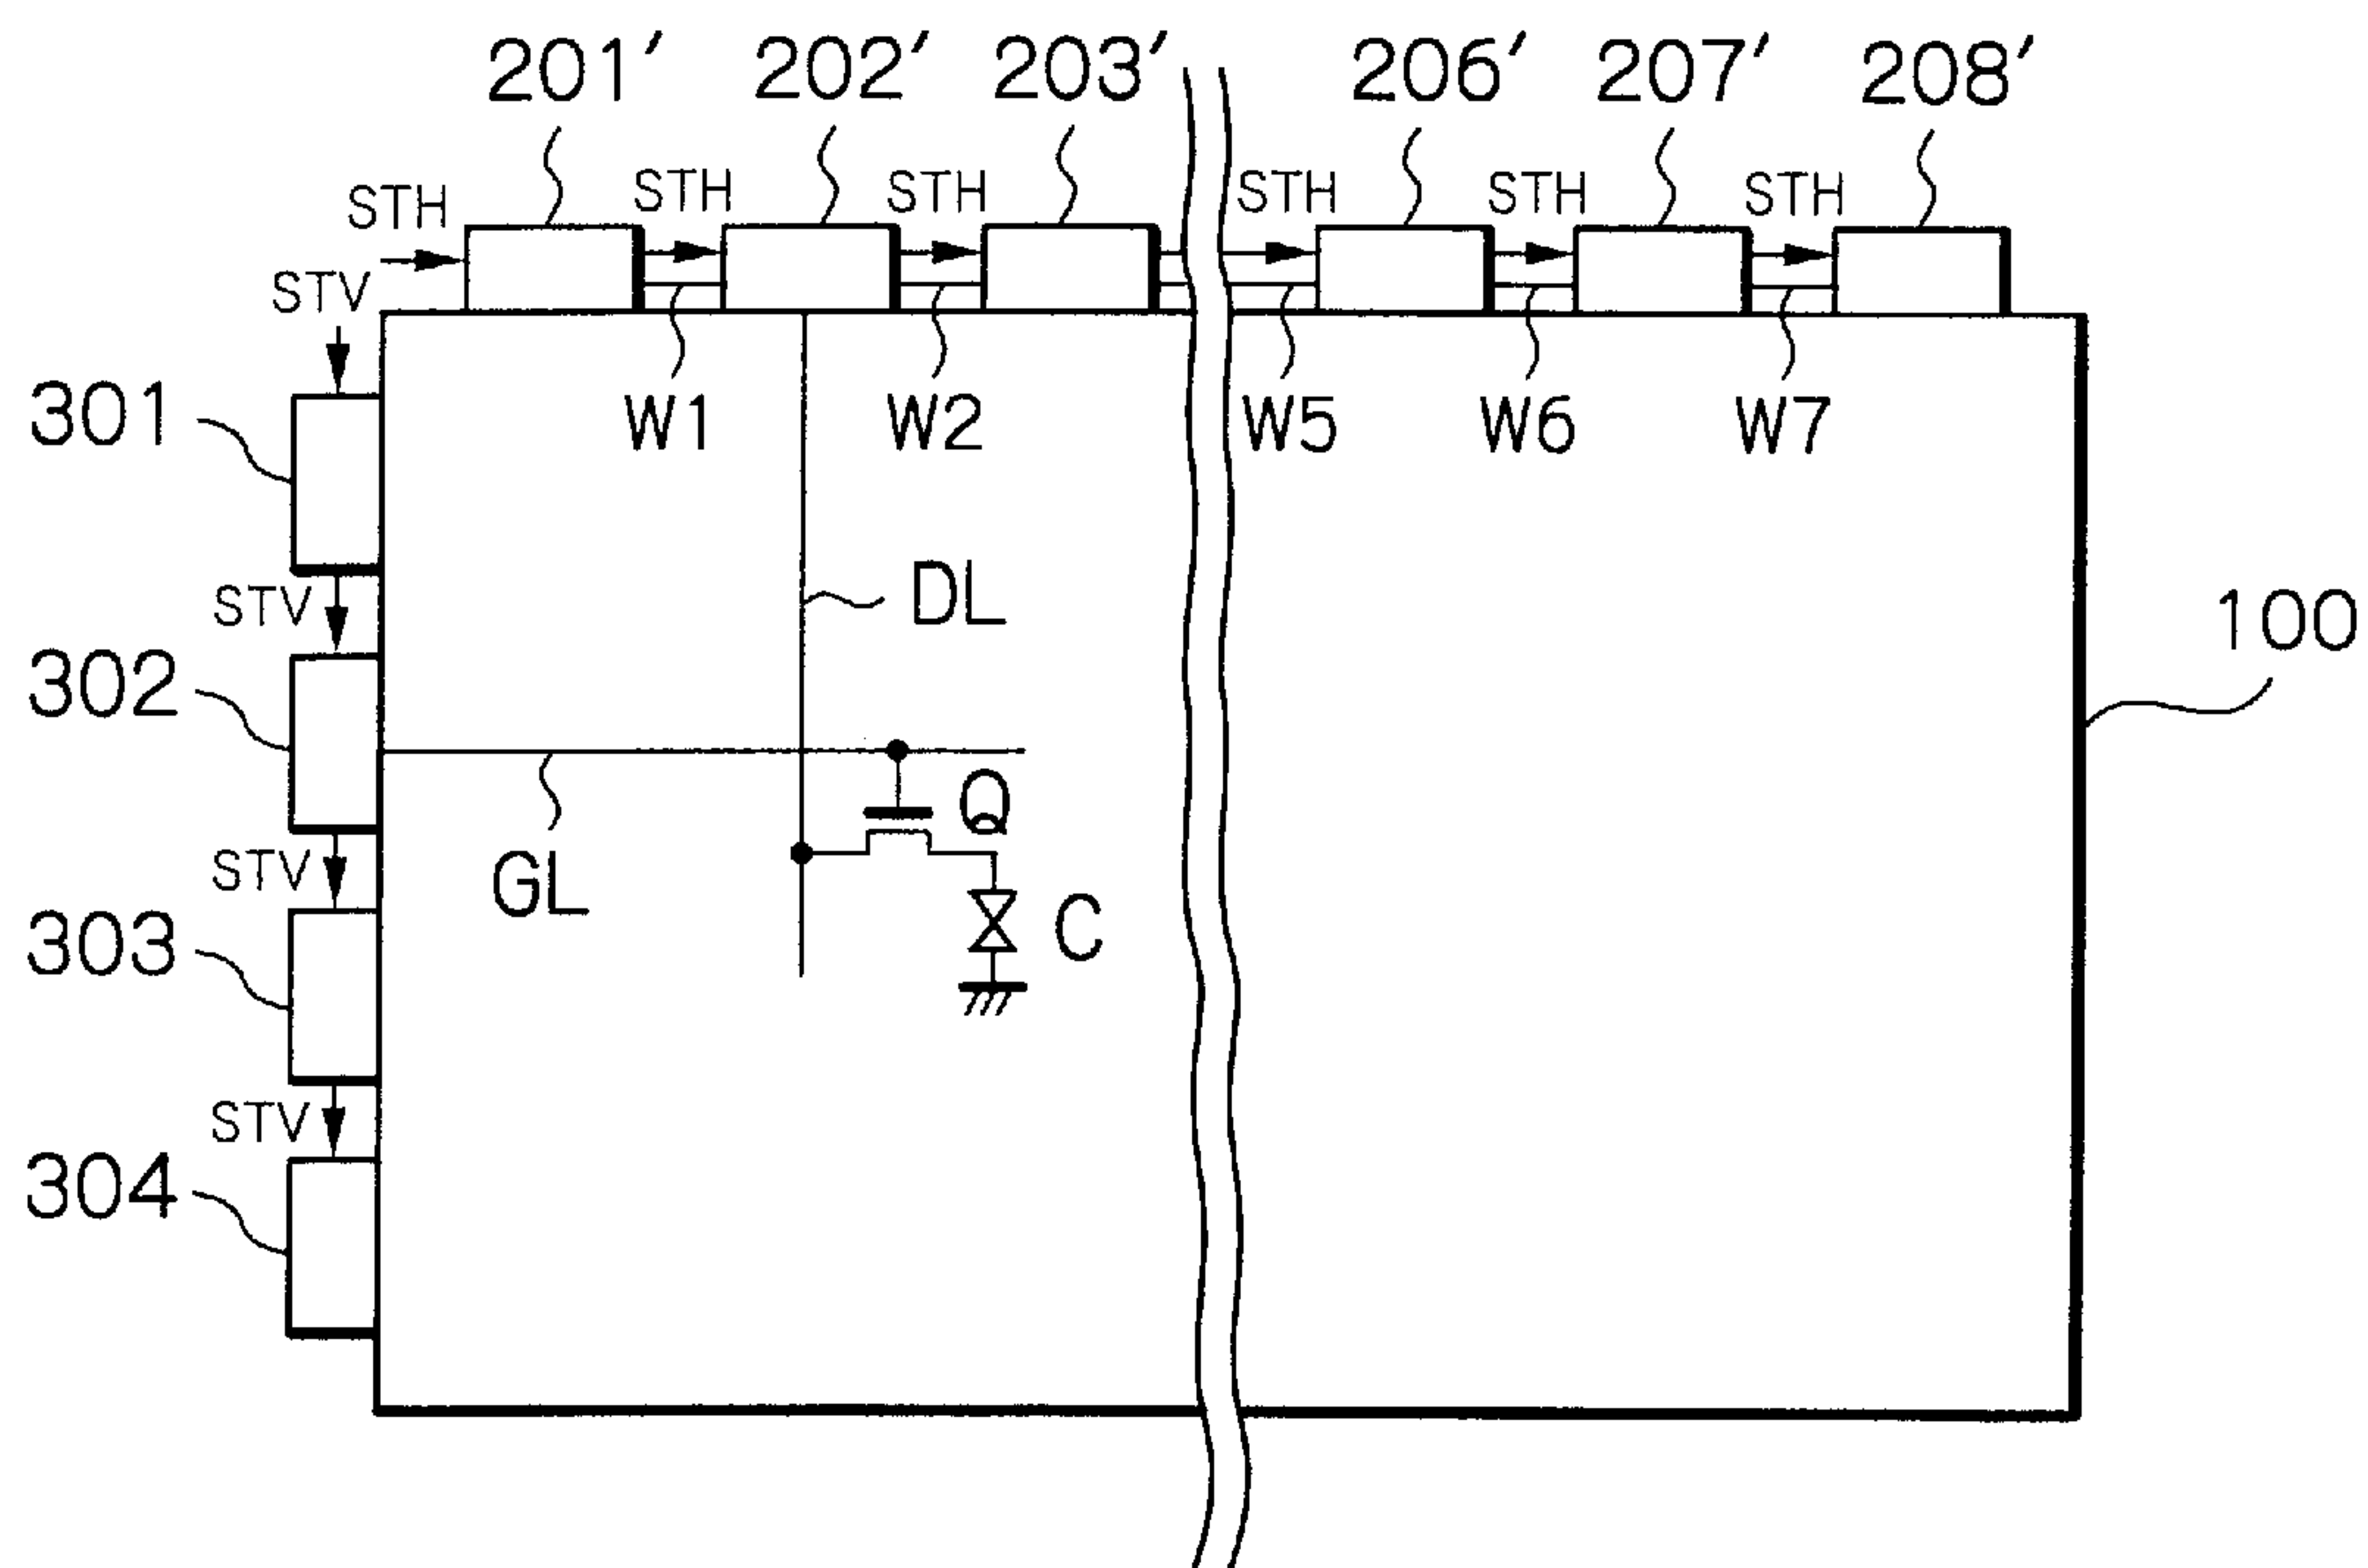 201′ 202′ 203′ 206′ 207′ 208′
STH STH STH STH STH STH
STV
301 W1 W2 W5 W6 W7
STV DL 100
302
Q
STV GL C
303
STV
304